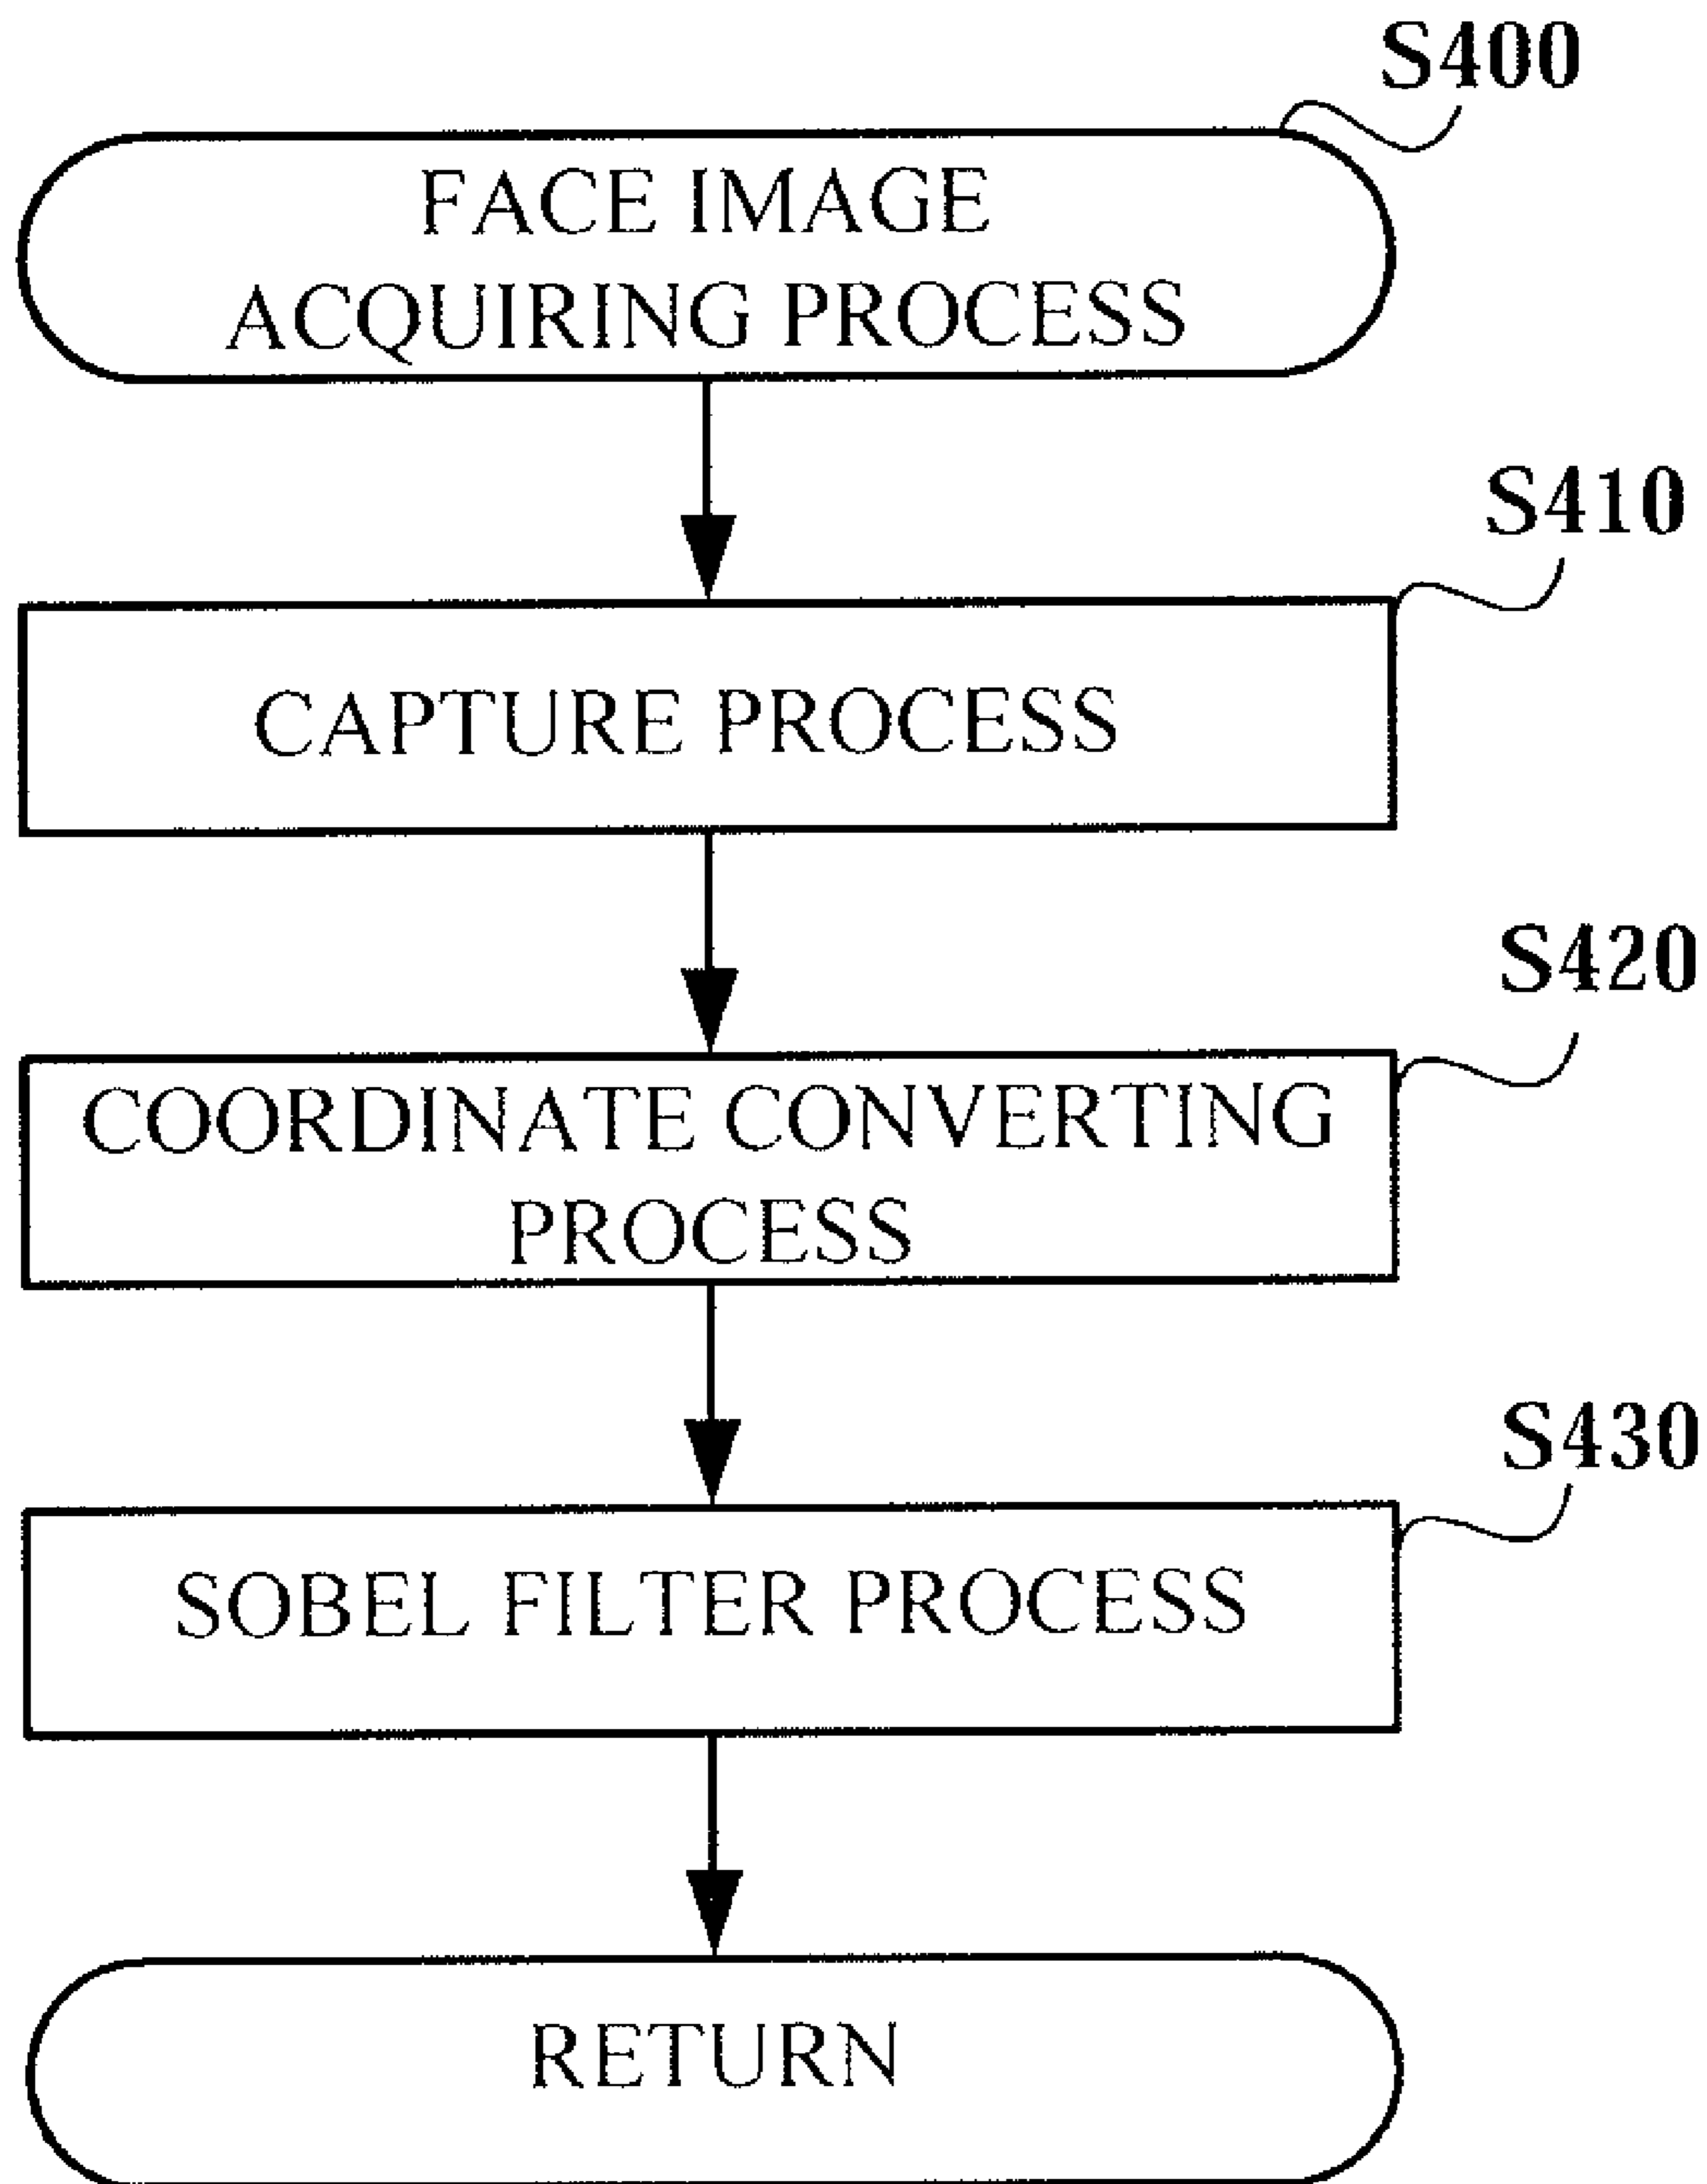 S400
FACE IMAGE
ACQUIRING PROCESS
S410
CAPTURE PROCESS
S420
COORDINATE CONVERTING
PROCESS
S430
SOBEL FILTER PROCESS
RETURN